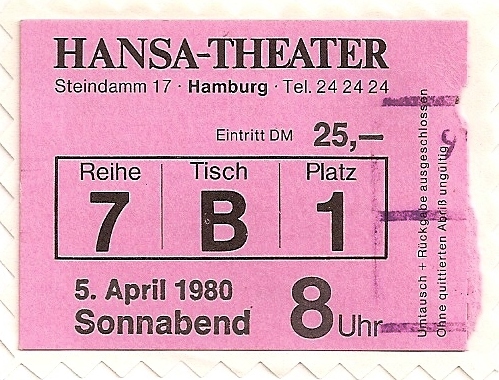 HANSA-THEATER
Steindamm 17 · Hamburg · Tel. 24 24 24
Eintritt DM 25,—
Reihe Tisch Platz
7 B 1
5. April 1980
Sonnabend 8 Uhr
Umtausch + Rückgabe ausgeschlossen
Ohne quittierten Abriß ungültig